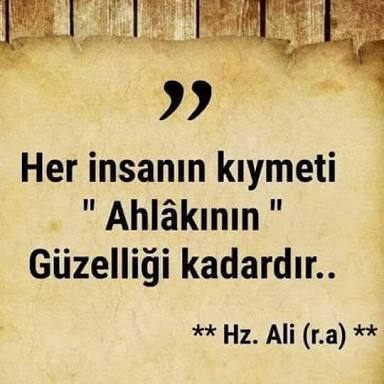 ”
Her insanın kıymeti
" Ahlâkının "
Güzelliği kadardır..
** Hz. Ali (r.a) **